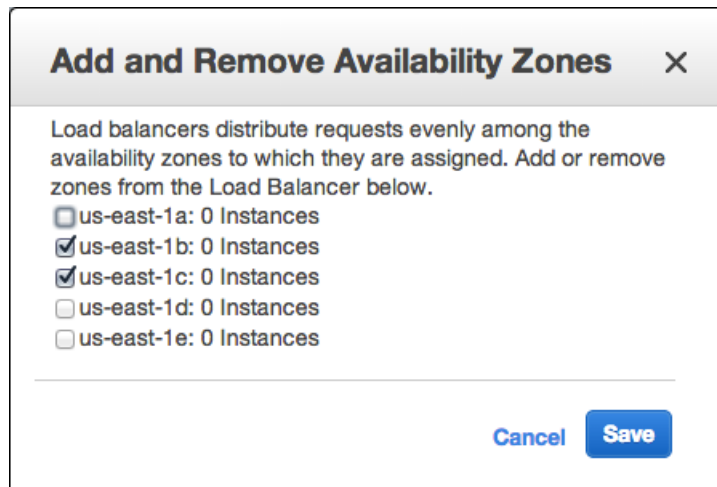 Add and Remove Availability Zones
Load balancers distribute requests evenly among the
availability zones to which they are assigned. Add or remove
zones from the Load Balancer below.
us-east-1a: 0 Instances
us-east-1b: 0 Instances
us-east-1c: 0 Instances
us-east-1d: 0 Instances
us-east-1e: 0 Instances
Cancel Save